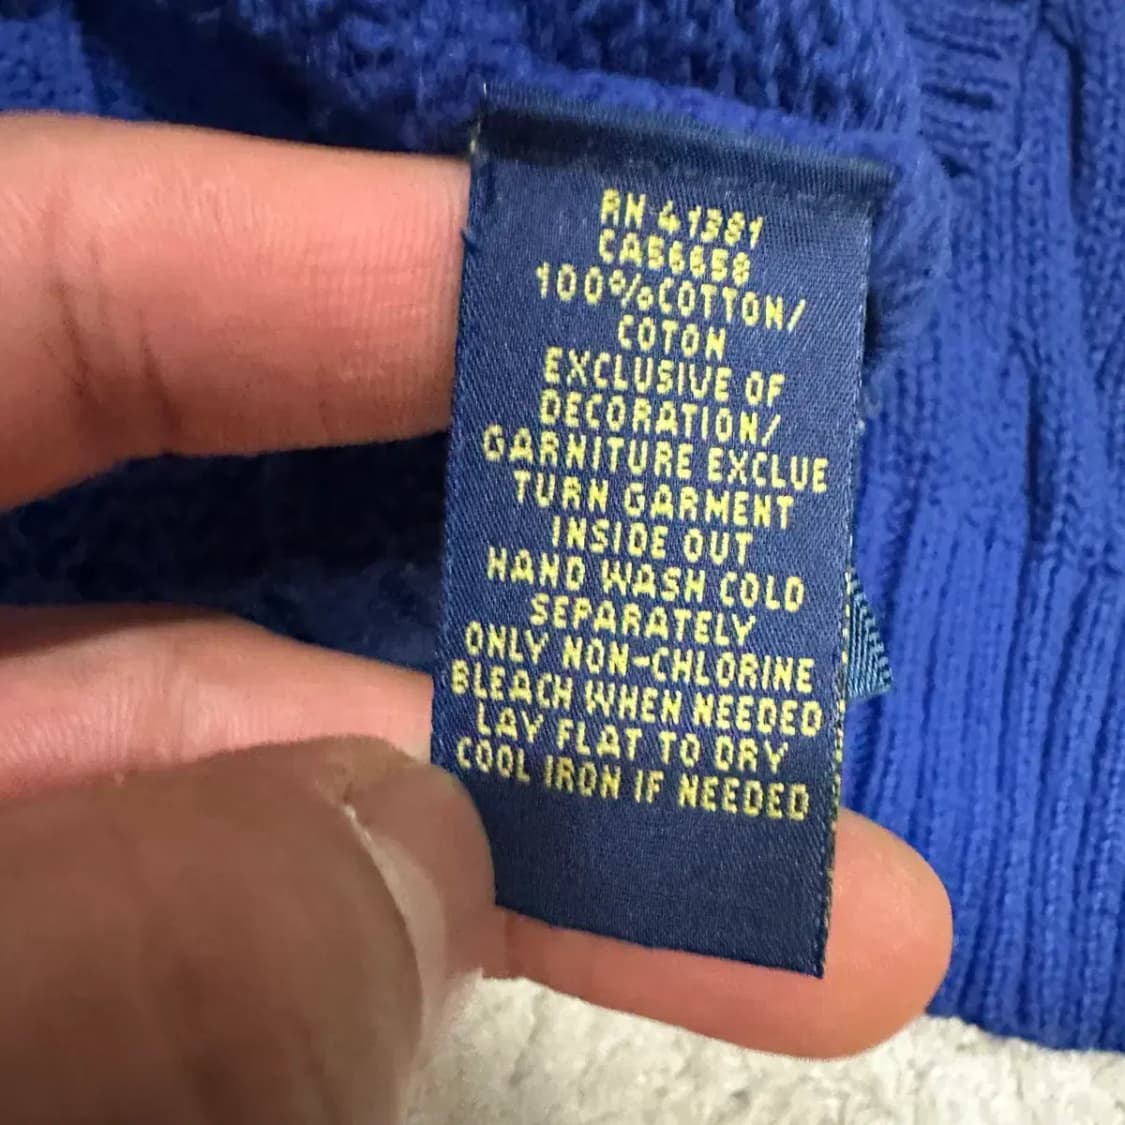 RN 41381
CA56658
100%COTTON/
COTON
EXCLUSIVE OF
DECORATION/
GARNITURE EXCLUE
TURN GARMENT
INSIDE OUT
HAND WASH COLD
SEPARATELY
ONLY NON-CHLORINE
BLEACH WHEN NEEDED
LAY FLAT TO DRY
COOL IRON IF NEEDED